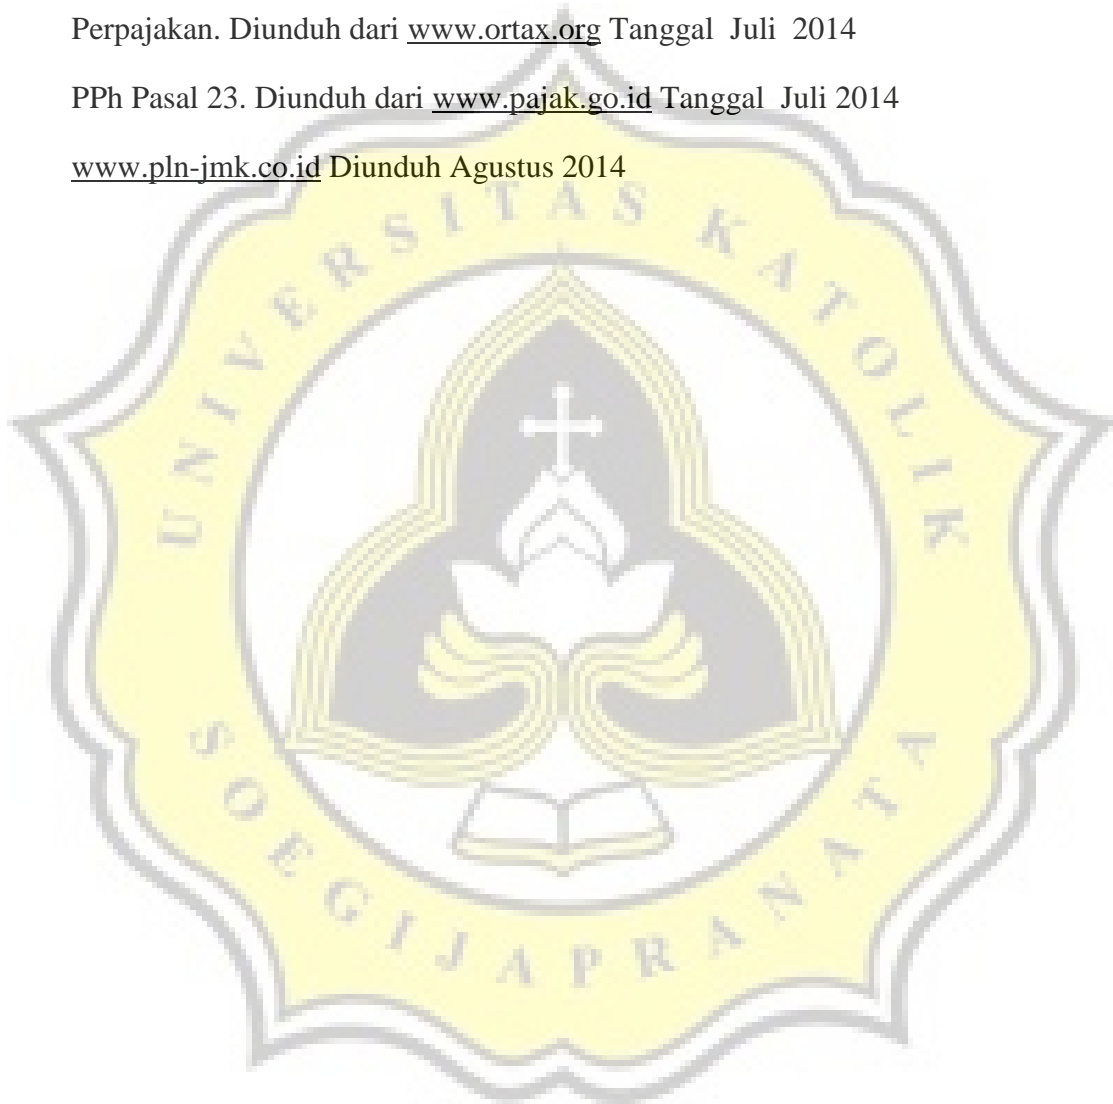 Perpajakan. Diunduh dari www.ortax.org Tanggal  Juli  2014
PPh Pasal 23. Diunduh dari www.pajak.go.id Tanggal  Juli 2014
www.pln-jmk.co.id Diunduh Agustus 2014
UNIVERSITAS KATOLIK
SOEGIJAPRANATA